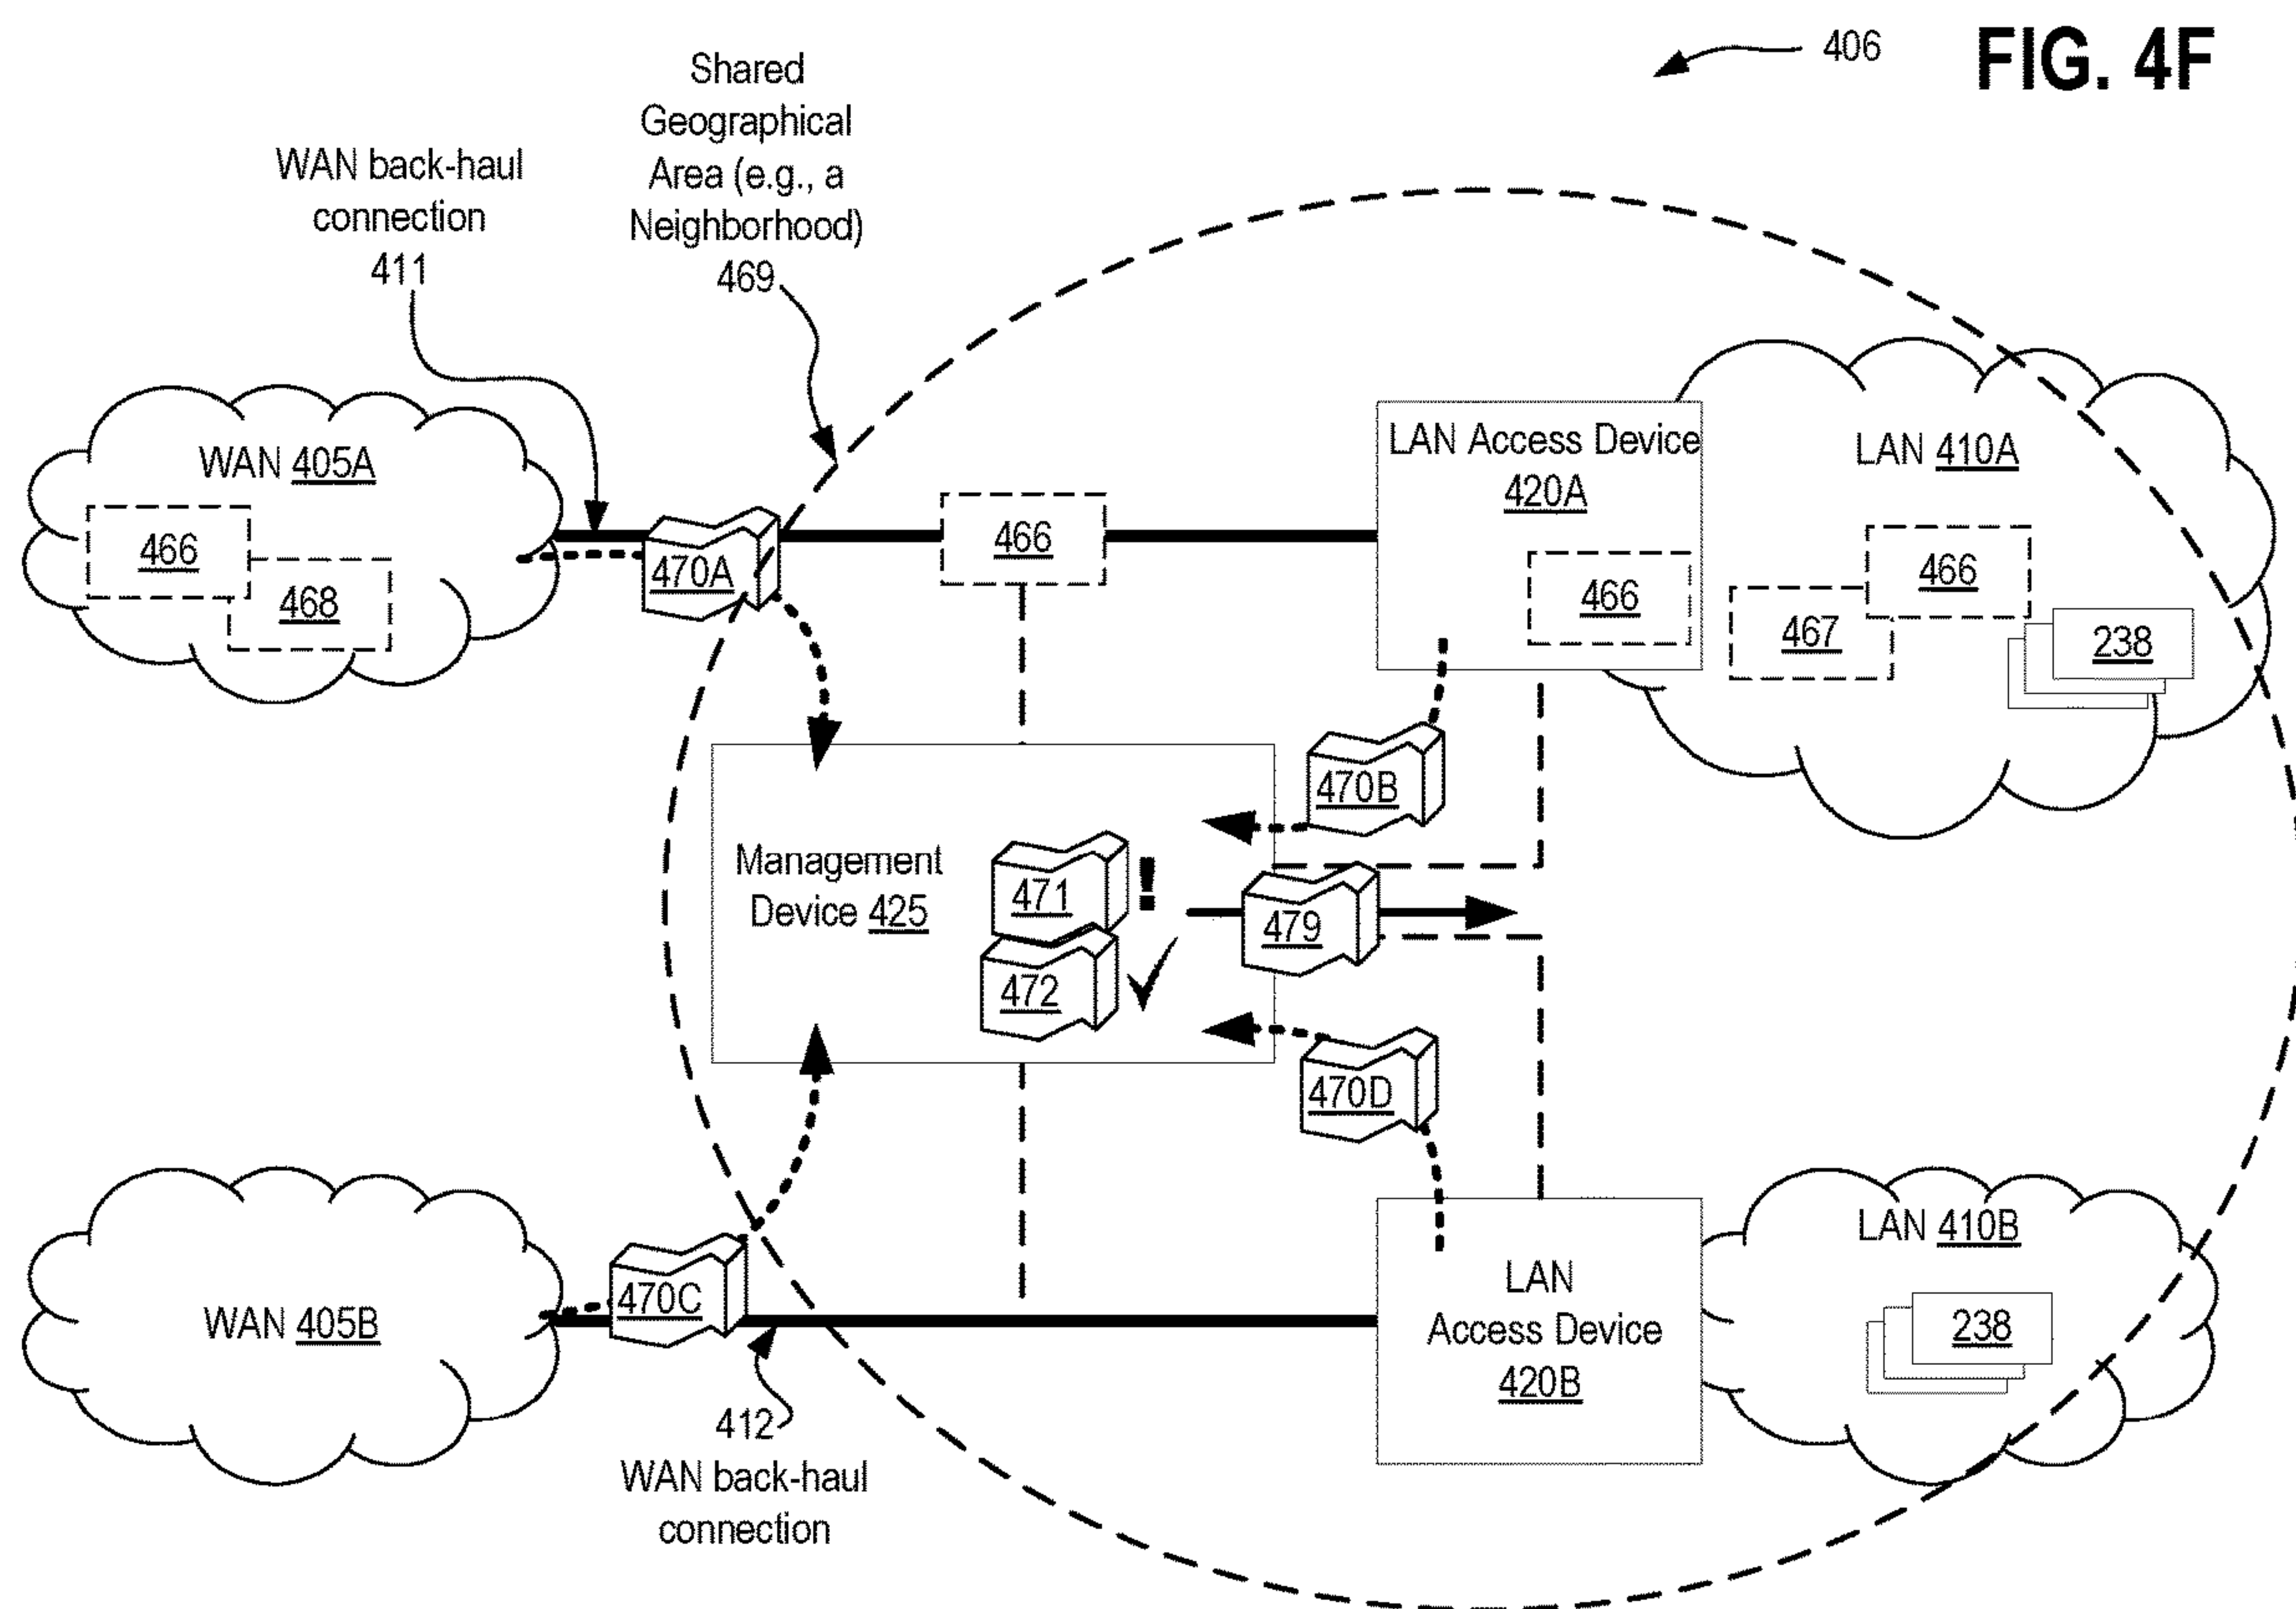 406
FIG. 4F
Shared
Geographical
Area (e.g., a
Neighborhood)
469
WAN back-haul
connection
411
WAN 405A
466
468
470A
466
LAN Access Device
420A
466
LAN 410A
466
467
238
470B
Management
Device 425
471
!
479
472
470D
WAN 405B
470C
412
WAN back-haul
connection
LAN
Access Device
420B
LAN 410B
238